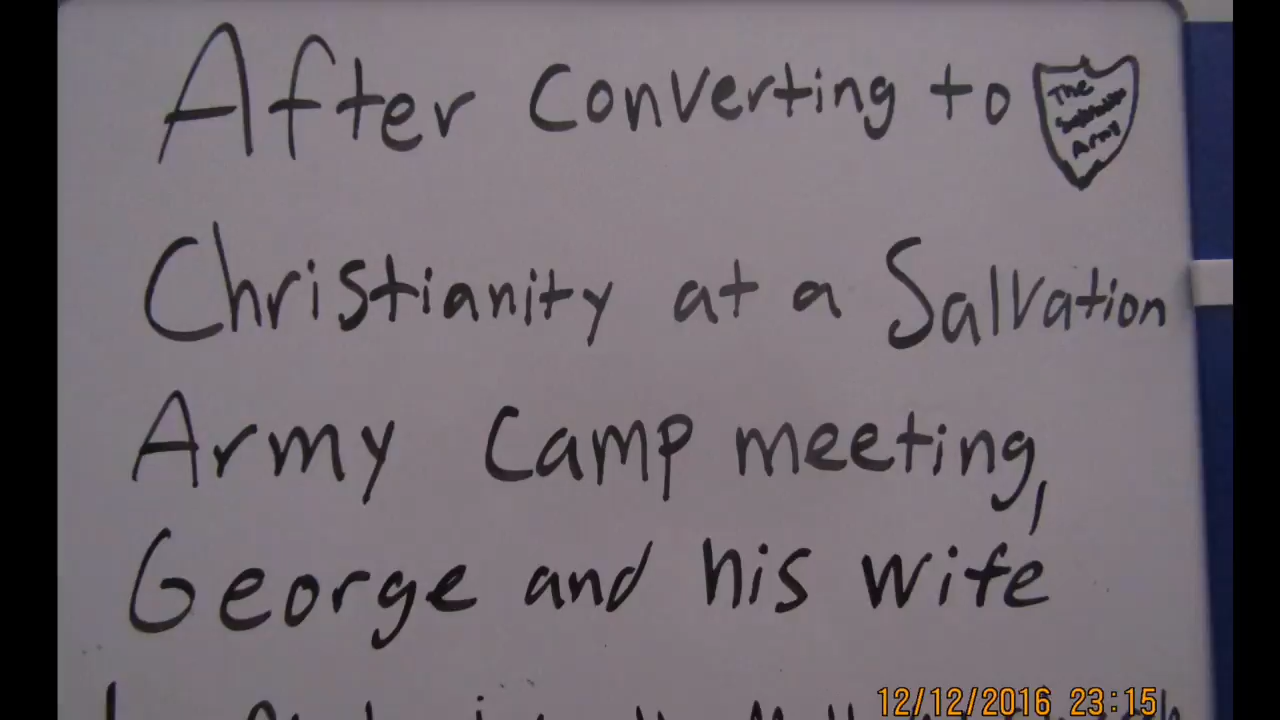 After converting to
The Salvation Army
Christianity at a Salvation
Army Camp meeting,
George and his wife
12/12/2016 23:15